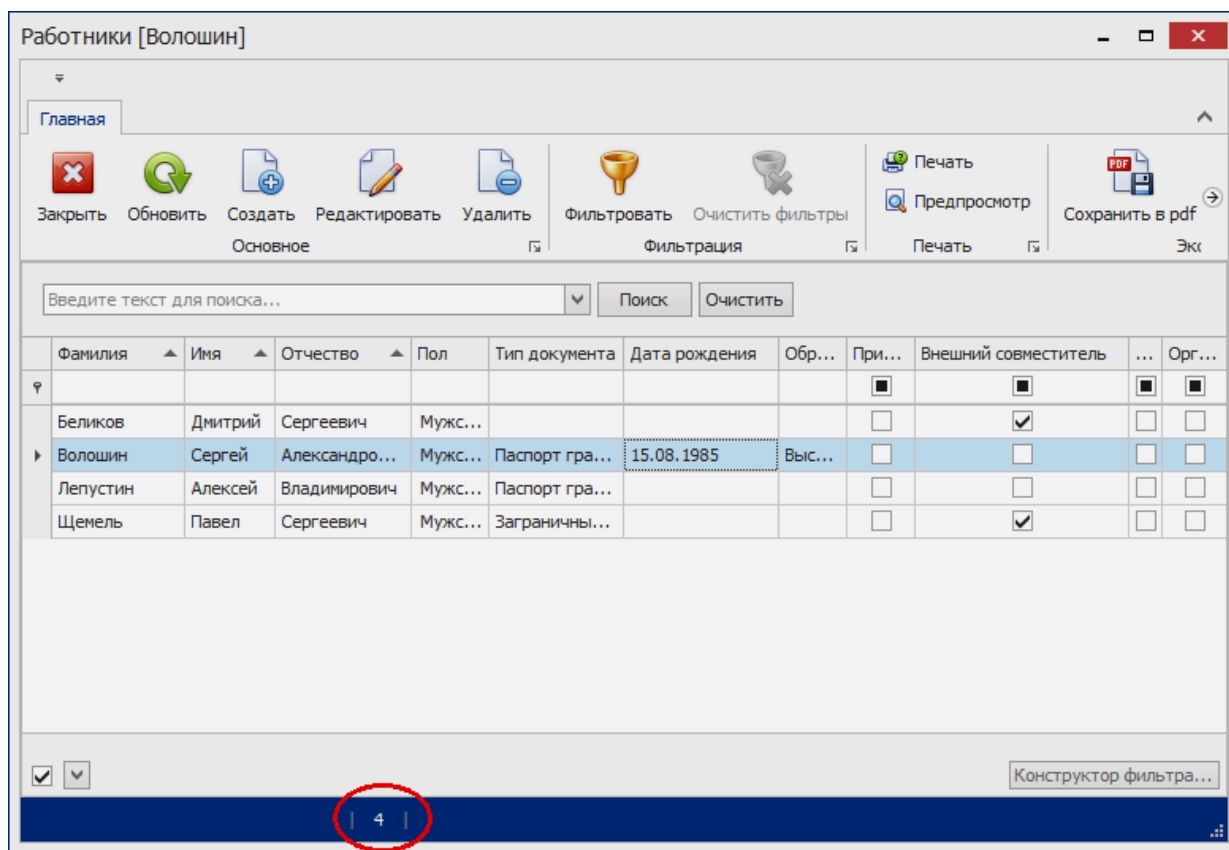 Работники [Волошин]
Главная
Закрыть Обновить Создать Редактировать Удалить Фильтровать Очистить фильтры Печать Предпросмотр PDF Сохранить в pdf
Основное Фильтрация Печать Экс
Введите текст для поиска... Поиск Очистить
Фамилия Имя Отчество Пол Тип документа Дата рождения Обр... При... Внешний совместитель ... Орг...
Беликов Дмитрий Сергеевич Мужс...
Волошин Сергей Александро... Мужс... Паспорт гра... 15.08.1985 Выс...
Лепустин Алексей Владимирович Мужс... Паспорт гра...
Щемель Павел Сергеевич Мужс... Заграничны...
Конструктор фильтра...
| 4 |